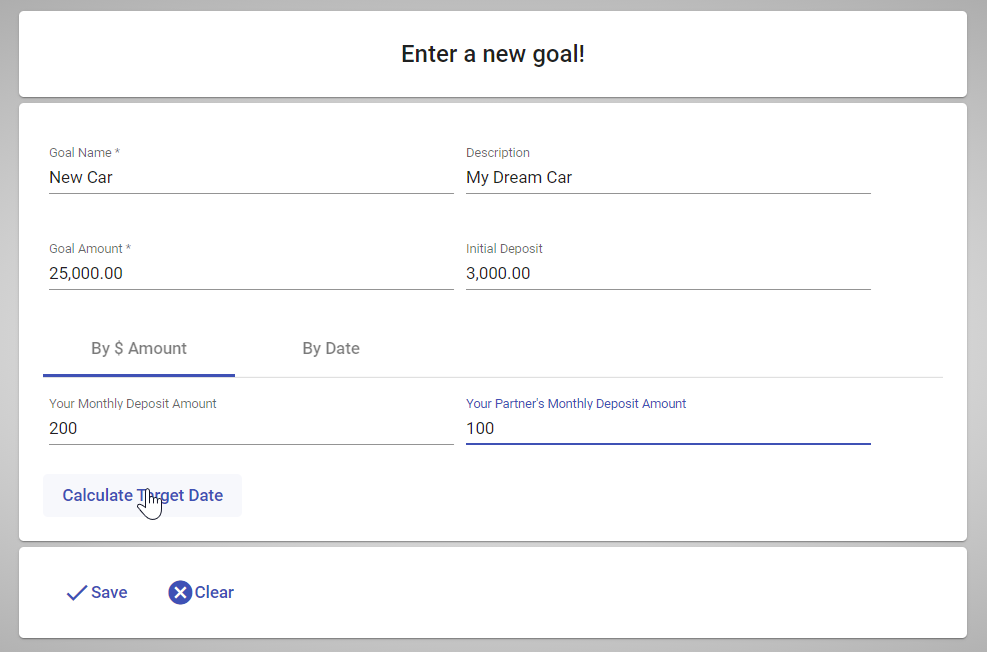 Enter a new goal!
Goal Name *
Description
New Car
My Dream Car
Goal Amount *
Initial Deposit
25,000.00
3,000.00
By $ Amount
By Date
Your Monthly Deposit Amount
Your Partner's Monthly Deposit Amount
200
100
Calculate Target Date
Save
Clear